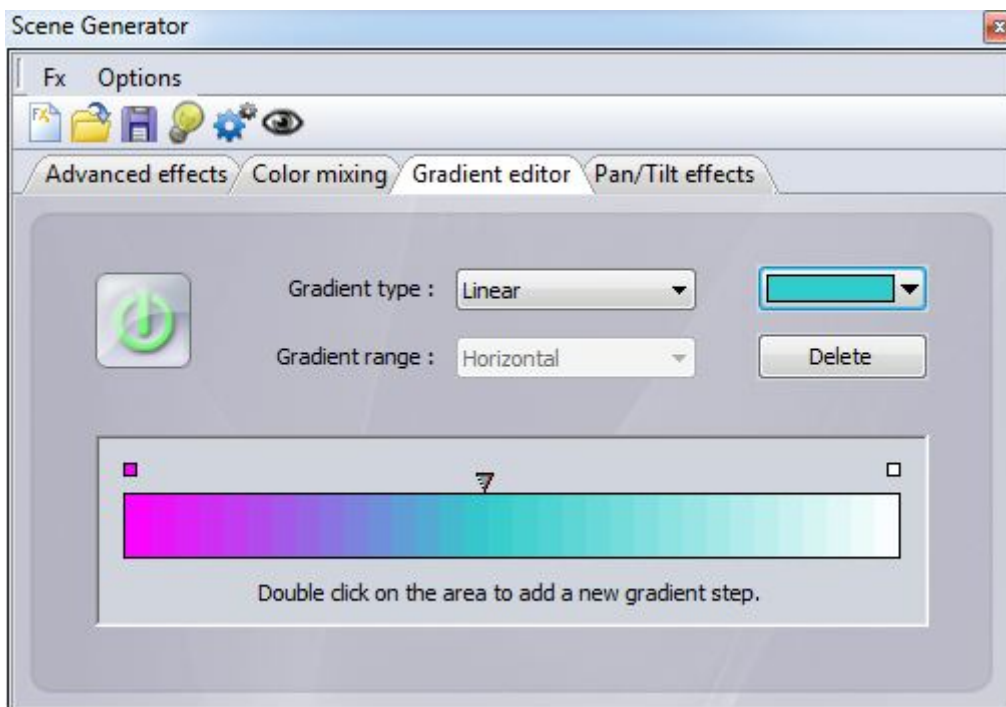 Scene Generator
Fx Options
FX
Advanced effects Color mixing Gradient editor Pan/Tilt effects
Gradient type : Linear
Gradient range : Horizontal Delete
Double click on the area to add a new gradient step.